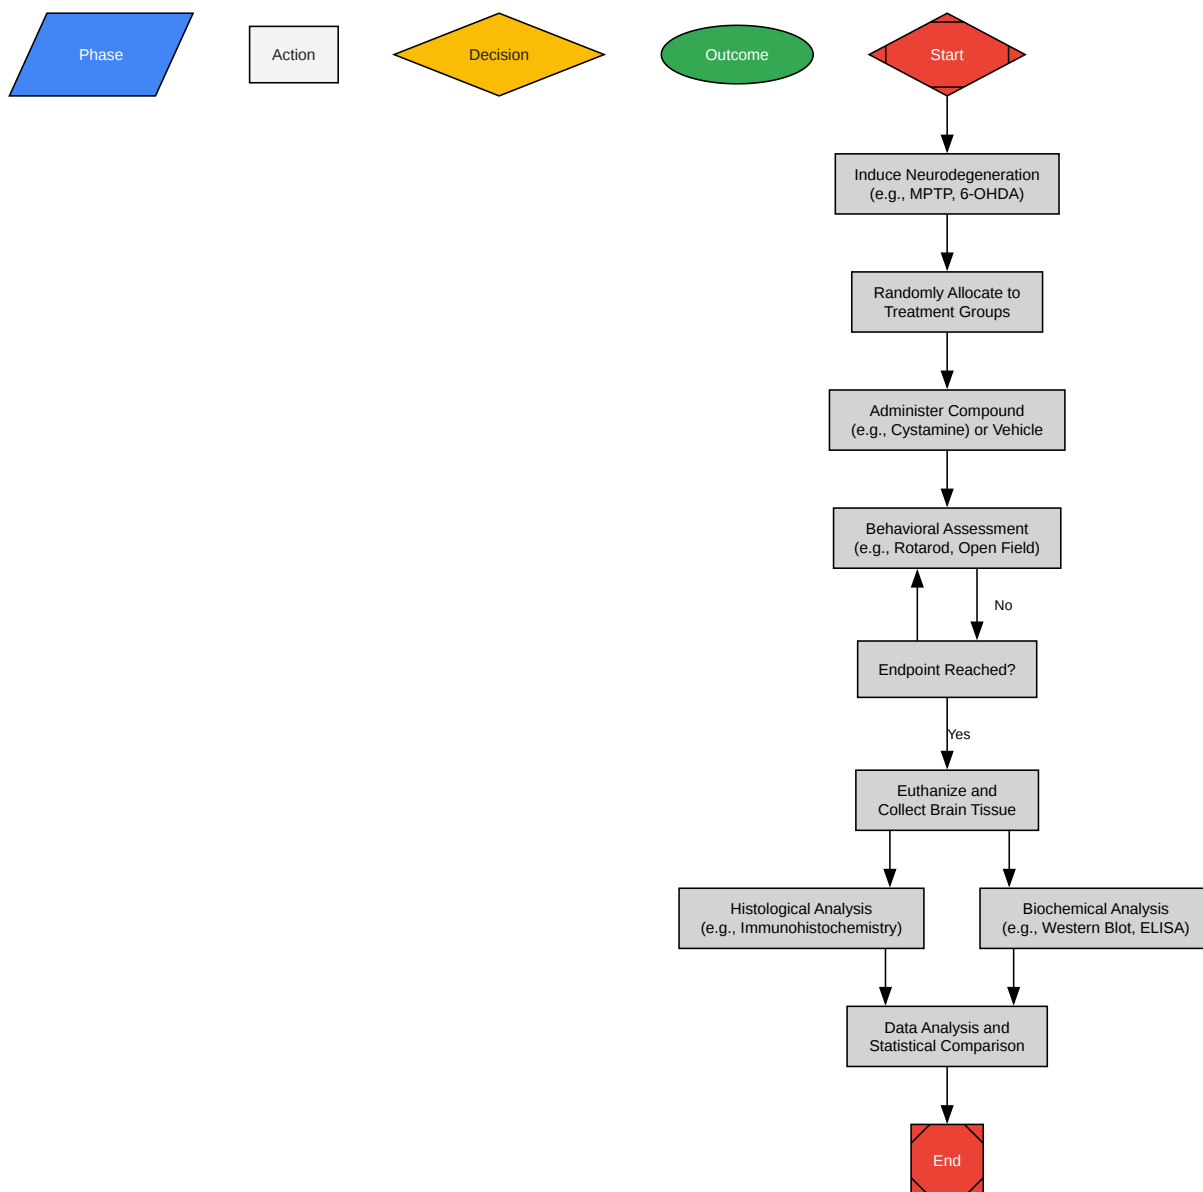 Phase
Action
Decision
Outcome
Start
Induce Neurodegeneration
(e.g., MPTP, 6-OHDA)
Randomly Allocate to
Treatment Groups
Administer Compound
(e.g., Cystamine) or Vehicle
Behavioral Assessment
(e.g., Rotarod, Open Field)
No
Endpoint Reached?
Yes
Euthanize and
Collect Brain Tissue
Histological Analysis
(e.g., Immunohistochemistry)
Biochemical Analysis
(e.g., Western Blot, ELISA)
Data Analysis and
Statistical Comparison
End